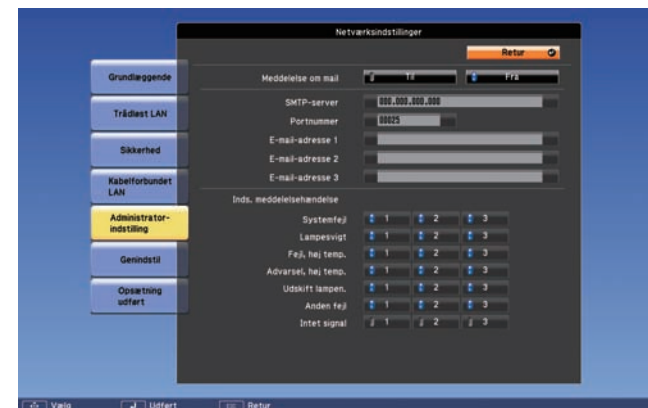 Netværksindstillinger
Retur
Grundlæggende
Trådløst LAN
Sikkerhed
Kabelforbundet
LAN
Administrator-
indstilling
Genindstil
Opsætning
udført
Meddelelse om mail Til Fra
SMTP-server 000.000.000.000
Portnummer 00025
E-mail-adresse 1
E-mail-adresse 2
E-mail-adresse 3
Inds. meddelelsehændelse
Systemfejl 1 2 3
Lampesvigt 1 2 3
Fejl, høj temp. 1 2 3
Advarsel, høj temp. 1 2 3
Udskift lampen. 1 2 3
Anden fejl 1 2 3
Intet signal 1 2 3
Vælg Udført Retur